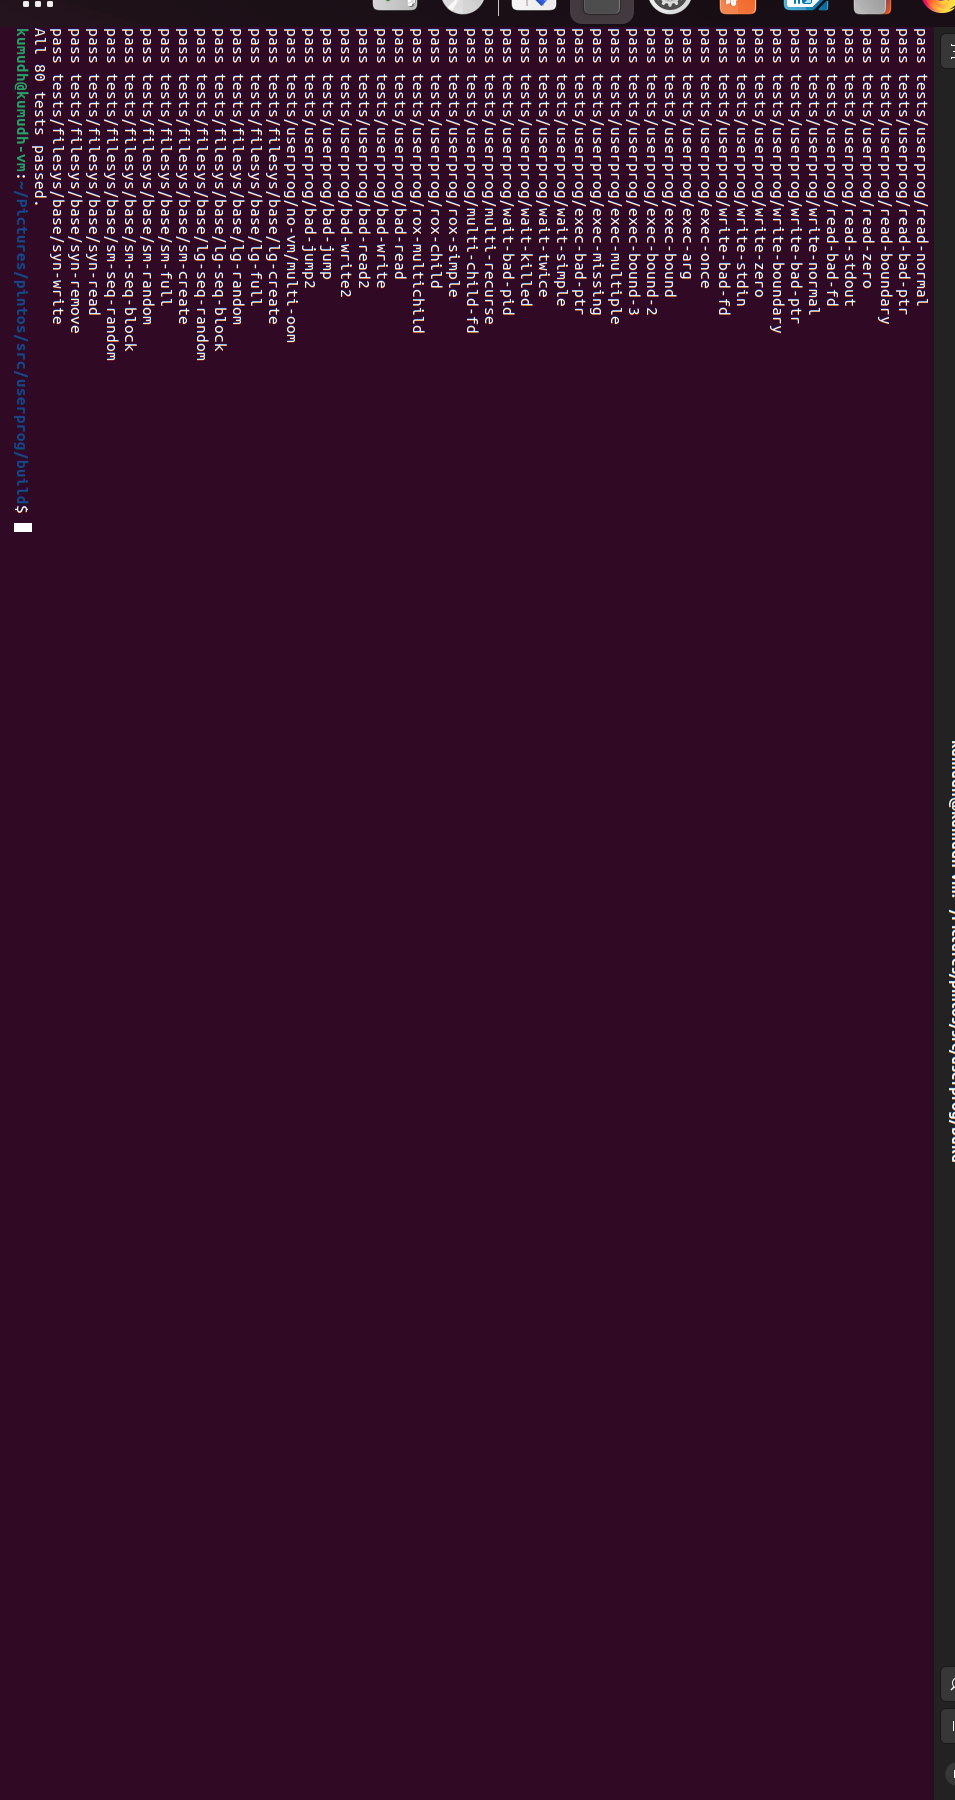 pass tests/userprog/read-normal
pass tests/userprog/read-bad-ptr
pass tests/userprog/read-boundary
pass tests/userprog/read-zero
pass tests/userprog/read-stdout
pass tests/userprog/read-bad-fd
pass tests/userprog/write-normal
pass tests/userprog/write-bad-ptr
pass tests/userprog/write-boundary
pass tests/userprog/write-zero
pass tests/userprog/write-stdin
pass tests/userprog/write-bad-fd
pass tests/userprog/exec-once
pass tests/userprog/exec-arg
pass tests/userprog/exec-bound
pass tests/userprog/exec-bound-2
pass tests/userprog/exec-bound-3
pass tests/userprog/exec-multiple
pass tests/userprog/exec-missing
pass tests/userprog/exec-bad-ptr
pass tests/userprog/wait-simple
pass tests/userprog/wait-twice
pass tests/userprog/wait-killed
pass tests/userprog/wait-bad-pid
pass tests/userprog/multi-recurse
pass tests/userprog/multi-child-fd
pass tests/userprog/rox-simple
pass tests/userprog/rox-child
pass tests/userprog/rox-multichild
pass tests/userprog/bad-read
pass tests/userprog/bad-write
pass tests/userprog/bad-read2
pass tests/userprog/bad-write2
pass tests/userprog/bad-jump
pass tests/userprog/bad-jump2
pass tests/userprog/no-vm/multi-oom
pass tests/filesys/base/lg-create
pass tests/filesys/base/lg-full
pass tests/filesys/base/lg-random
pass tests/filesys/base/lg-seq-block
pass tests/filesys/base/lg-seq-random
pass tests/filesys/base/sm-create
pass tests/filesys/base/sm-full
pass tests/filesys/base/sm-random
pass tests/filesys/base/sm-seq-block
pass tests/filesys/base/sm-seq-random
pass tests/filesys/base/syn-read
pass tests/filesys/base/syn-remove
pass tests/filesys/base/syn-write
All 80 tests passed.
kumudh@kumudh-vm:~/Pictures/pintos/src/userprog/build$